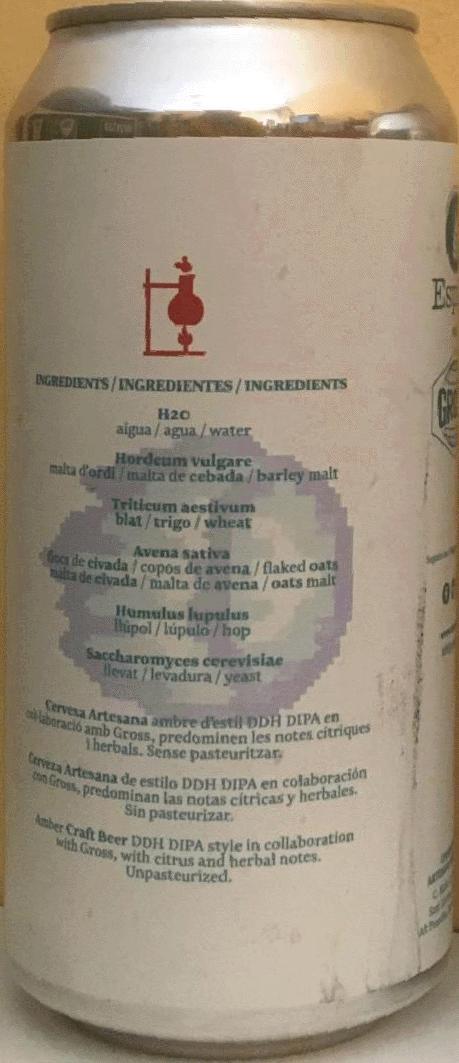 INGREDIENTS / INGREDIENTES / INGREDIENTS
H2O
aigua / agua / water
Hordeum vulgare
malta d'ordi / malta de cebada / barley malt
Triticum aestivum
blat / trigo / wheat
Avena sativa
flocs de civada / copos de avena / flaked oats
malta de civada / malta de avena / oats malt
Humulus lupulus
llúpol / lúpulo / hop
Saccharomyces cerevisiae
llevat / levadura / yeast
Cervesa Artesana ambre d'estil DDH DIPA en
col·laboració amb Gross, predominen les notes cítriques
i herbals. Sense pasteuritzar.
Cerveza Artesana de estilo DDH DIPA en colaboración
con Gross, predominan las notas cítricas y herbales.
Sin pasteurizar.
Amber Craft Beer DDH DIPA style in collaboration
with Gross, with citrus and herbal notes.
Unpasteurized.
Esp
GRO